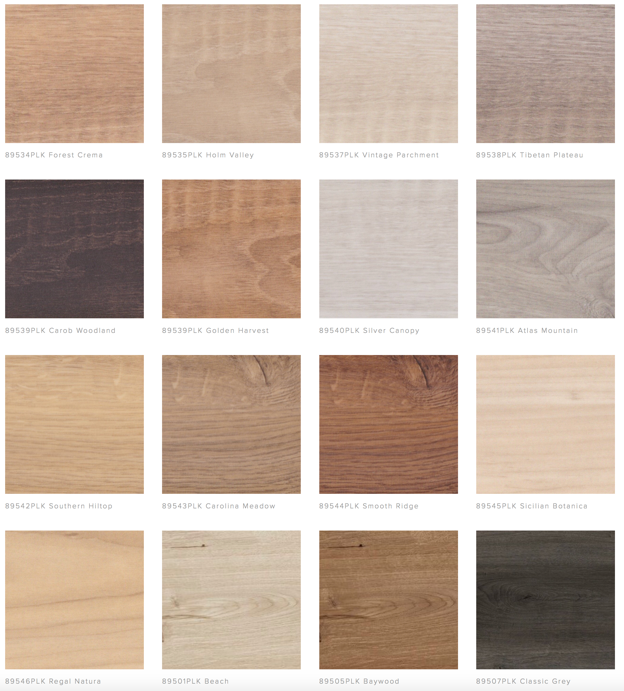 89534PLK Forest Crema
89535PLK Holm Valley
89537PLK Vintage Parchment
89538PLK Tibetan Plateau
89539PLK Carob Woodland
89539PLK Golden Harvest
89540PLK Silver Canopy
89541PLK Atlas Mountain
89542PLK Southern Hiltop
89543PLK Carolina Meadow
89544PLK Smooth Ridge
89545PLK Sicilian Botanica
89546PLK Regal Natura
89501PLK Beach
89505PLK Baywood
89507PLK Classic Grey